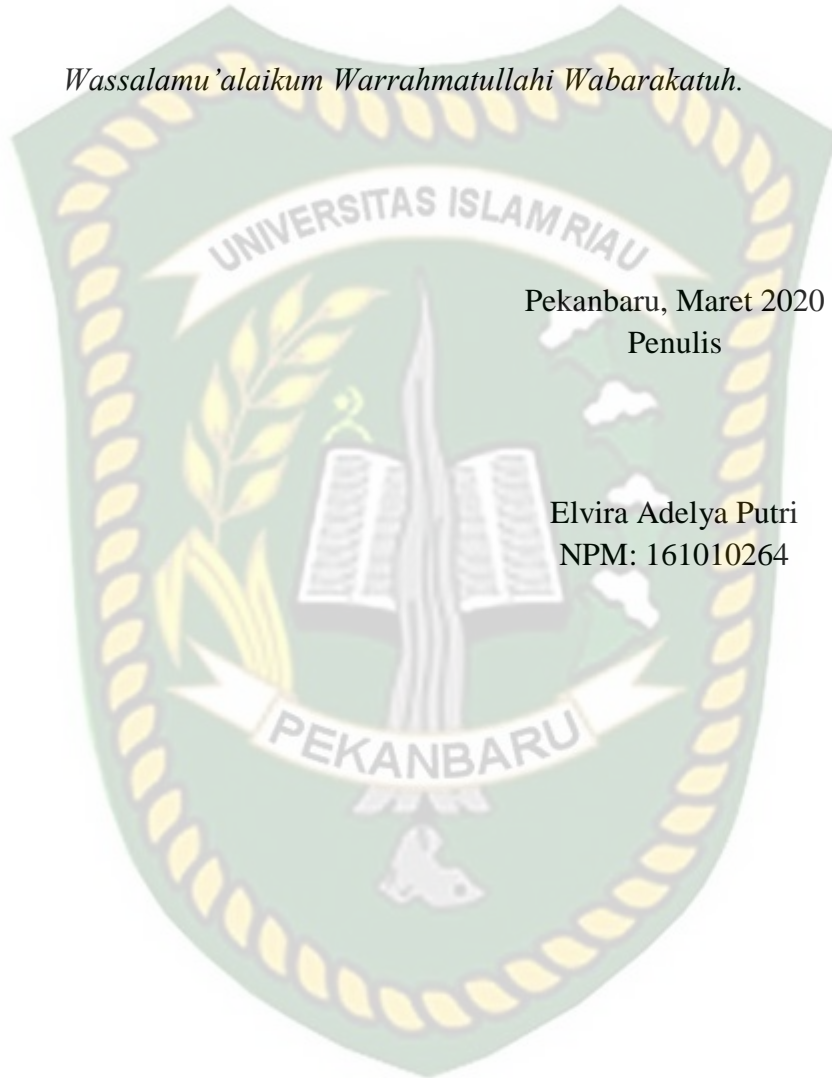 Wassalamu’alaikum Warrahmatullahi Wabarakatuh.
UNIVERSITAS ISLAM RIAU
Pekanbaru, Maret 2020
Penulis
Elvira Adelya Putri
NPM: 161010264
PEKANBARU